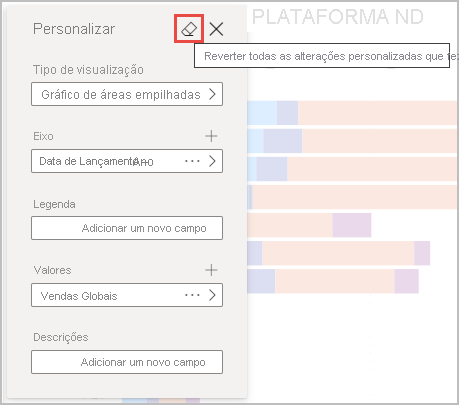 PLATAFORMA ND
Personalizar
Reverter todas as alterações personalizadas que
Tipo de visualização
Gráfico de áreas empilhadas
Eixo
Data de Lançamento – Ano
Legenda
Adicionar um novo campo
Valores
Vendas Globais
Descrições
Adicionar um novo campo